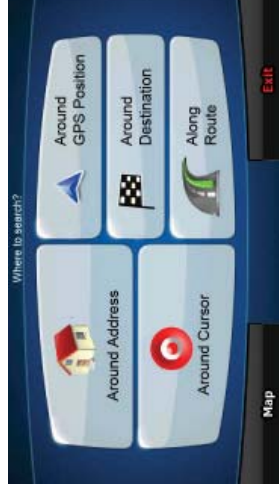 Where to search?
Around Address
Around
GPS Position
Around
Destination
Around Cursor
Along
Route
Map
Exit